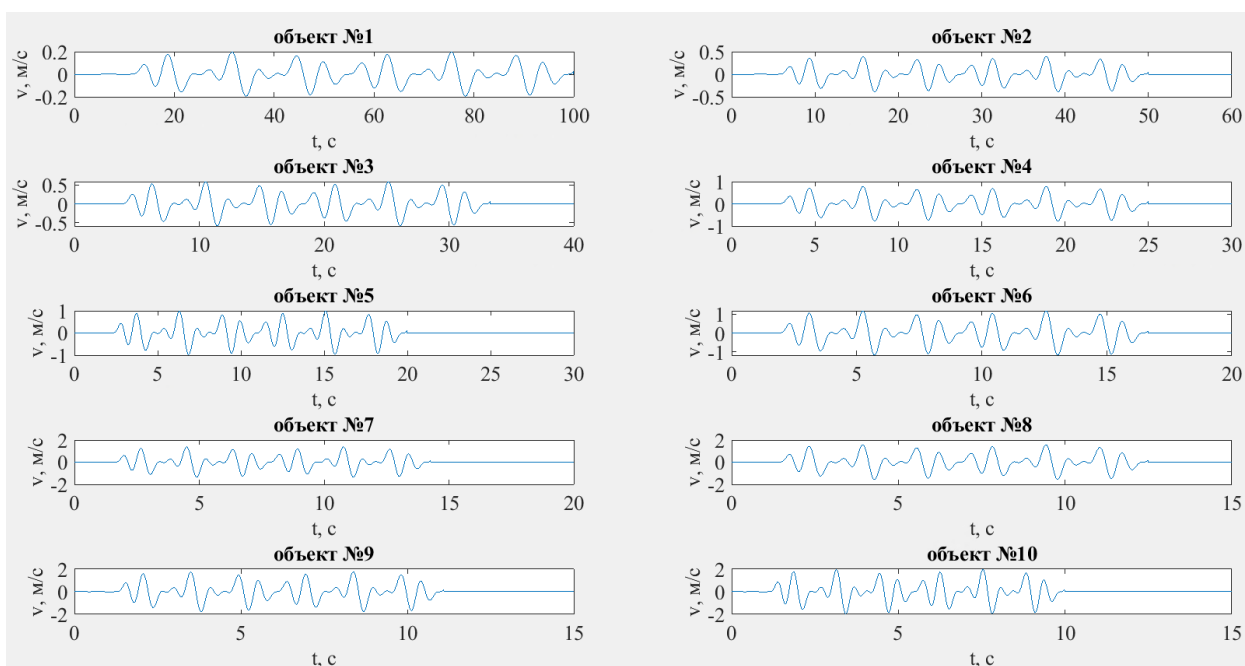 объект №1
v, м/с
0.2
0
-0.2
0 20 40 60 80 100
t, с
объект №2
v, м/с
0.5
0
-0.5
0 10 20 30 40 50 60
t, с
объект №3
v, м/с
0.5
0
-0.5
0 10 20 30 40
t, с
объект №4
v, м/с
1
0
-1
0 5 10 15 20 25 30
t, с
объект №5
v, м/с
1
0
-1
0 5 10 15 20 25 30
t, с
объект №6
v, м/с
1
0
-1
0 5 10 15 20
t, с
объект №7
v, м/с
2
0
-2
0 5 10 15 20
t, с
объект №8
v, м/с
2
0
-2
0 5 10 15
t, с
объект №9
v, м/с
2
0
-2
0 5 10 15
t, с
объект №10
v, м/с
2
0
-2
0 5 10 15
t, с